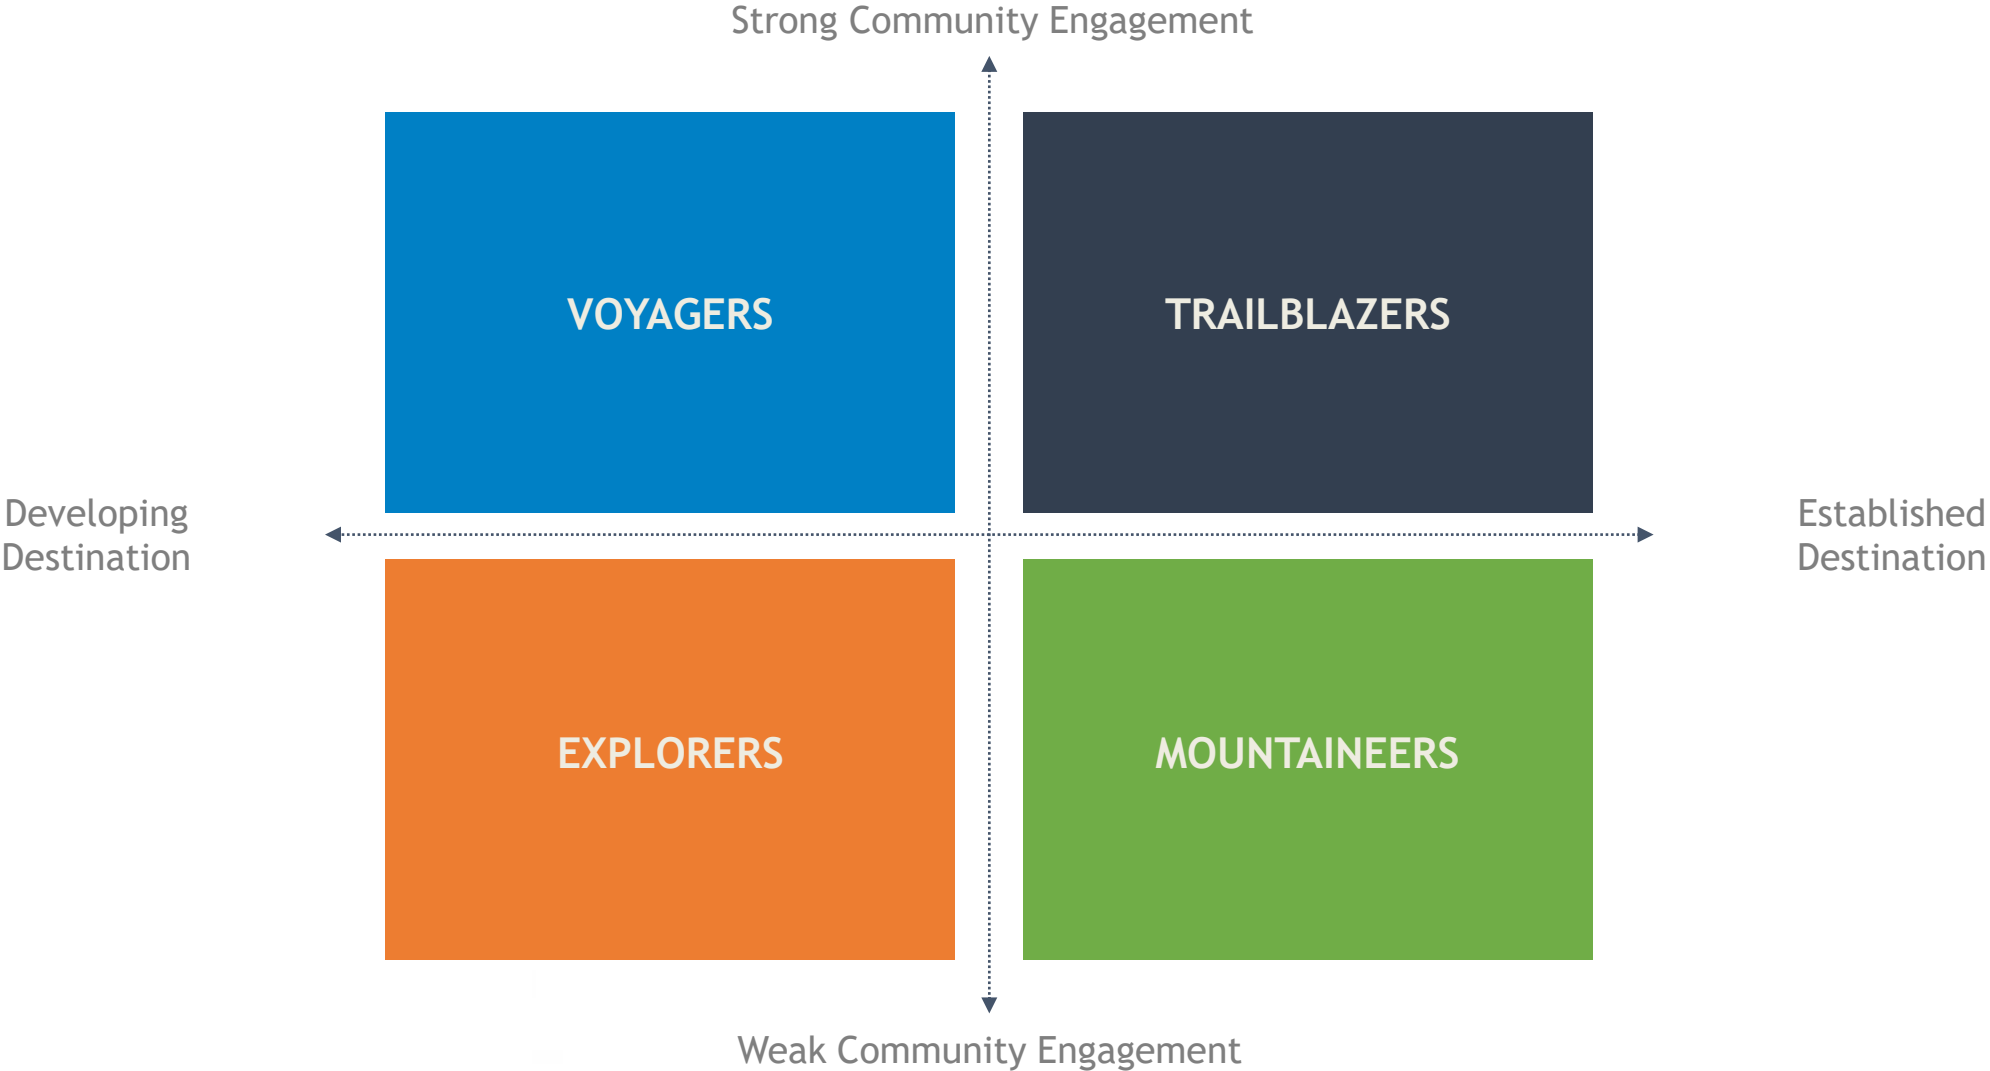 Strong Community Engagement
VOYAGERS
TRAILBLAZERS
Developing
Destination
Established
Destination
EXPLORERS
MOUNTAINEERS
Weak Community Engagement